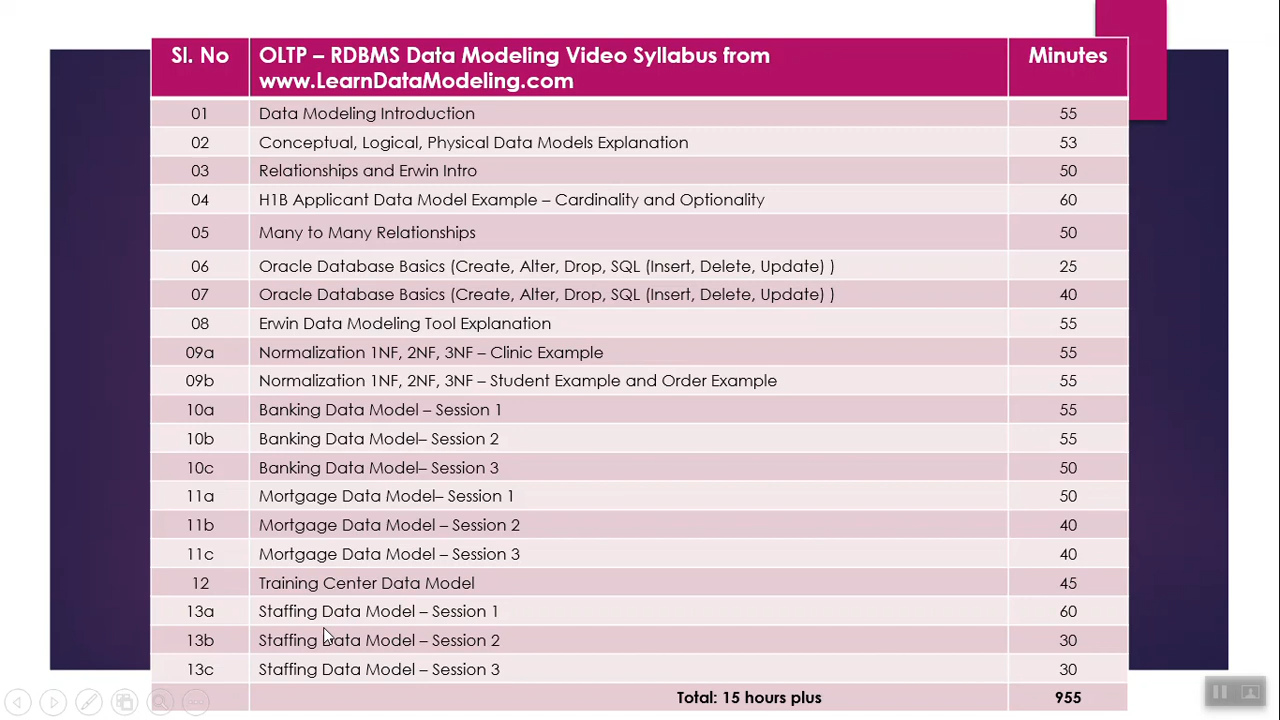 Sl. No OLTP – RDBMS Data Modeling Video Syllabus from Minutes
www.LearnDataModeling.com
01 Data Modeling Introduction 55
02 Conceptual, Logical, Physical Data Models Explanation 53
03 Relationships and Erwin Intro 50
04 H1B Applicant Data Model Example – Cardinality and Optionality 60
05 Many to Many Relationships 50
06 Oracle Database Basics (Create, Alter, Drop, SQL (Insert, Delete, Update) ) 25
07 Oracle Database Basics (Create, Alter, Drop, SQL (Insert, Delete, Update) ) 40
08 Erwin Data Modeling Tool Explanation 55
09a Normalization 1NF, 2NF, 3NF – Clinic Example 55
09b Normalization 1NF, 2NF, 3NF – Student Example and Order Example 55
10a Banking Data Model – Session 1 55
10b Banking Data Model– Session 2 55
10c Banking Data Model– Session 3 50
11a Mortgage Data Model– Session 1 50
11b Mortgage Data Model – Session 2 40
11c Mortgage Data Model – Session 3 40
12 Training Center Data Model 45
13a Staffing Data Model – Session 1 60
13b Staffing Data Model – Session 2 30
13c Staffing Data Model – Session 3 30
Total: 15 hours plus 955